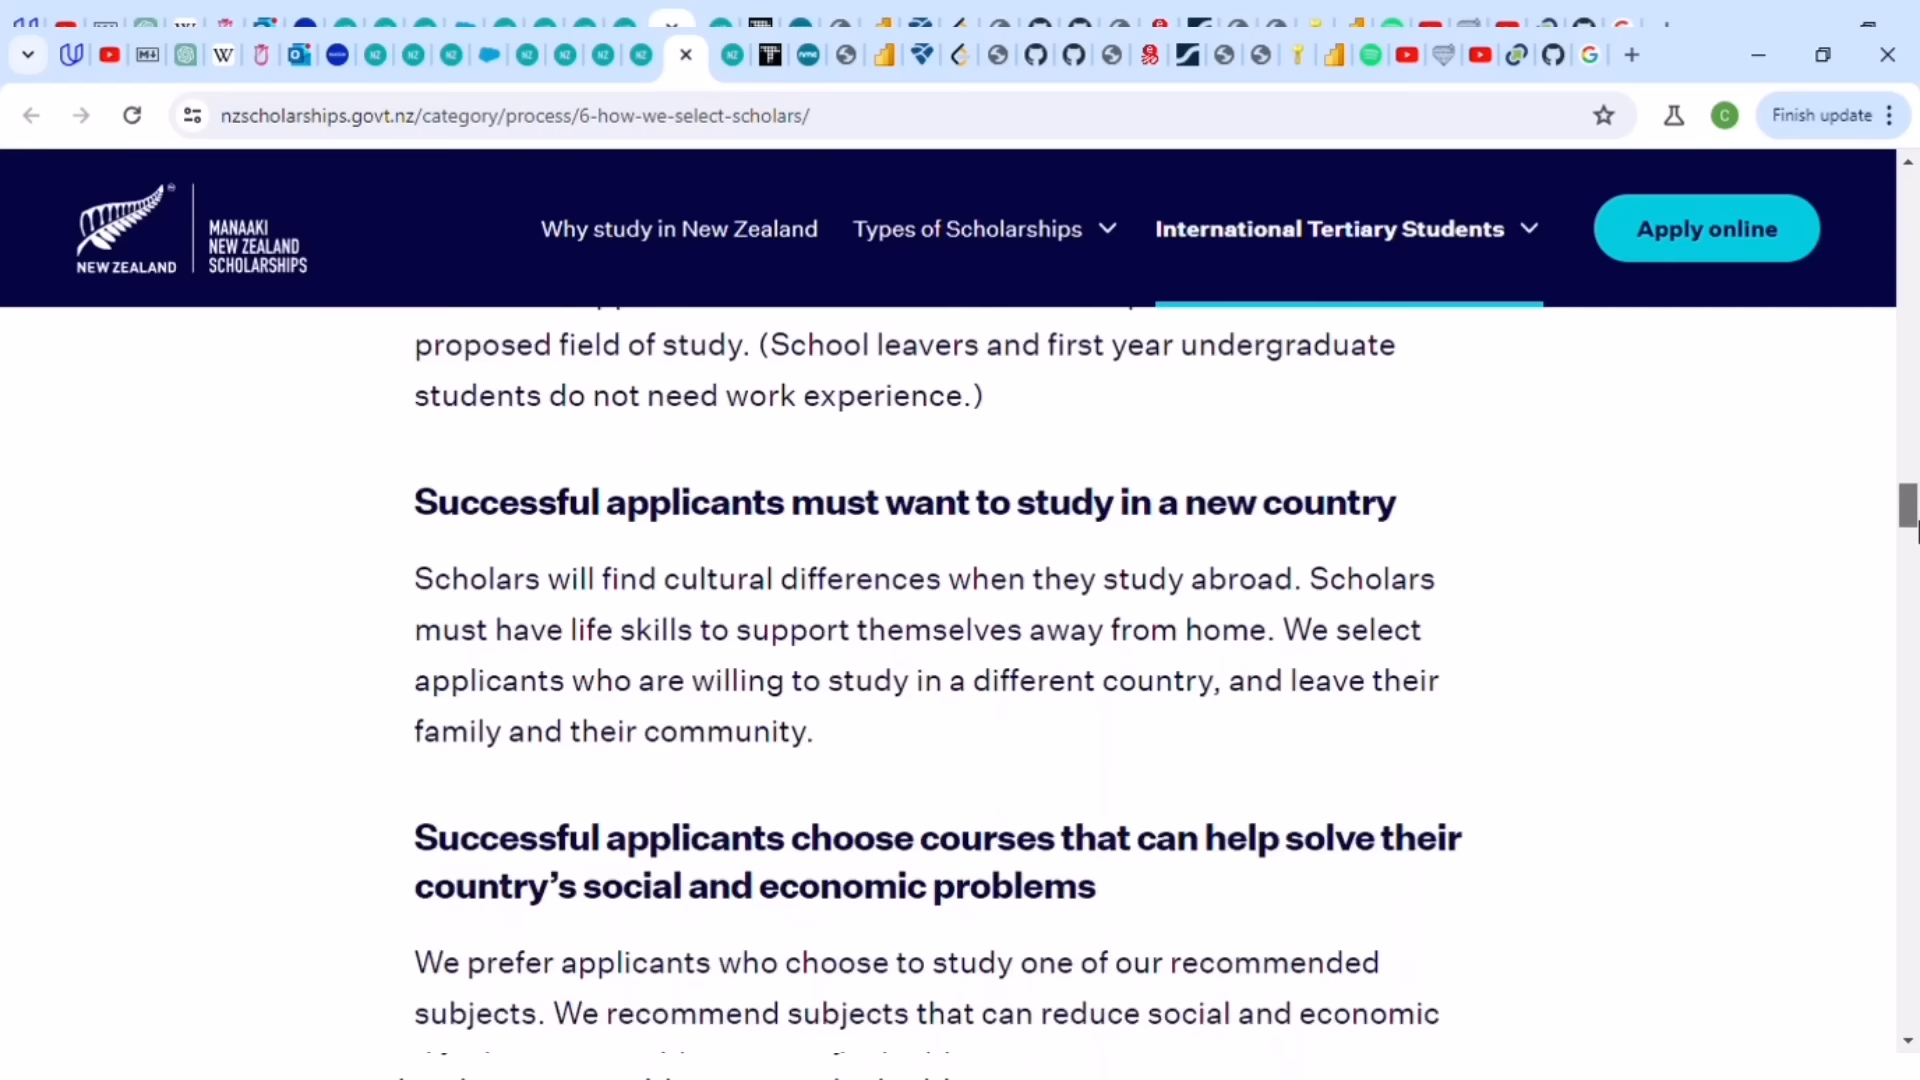 nzscholarships.govt.nz/category/process/6-how-we-select-scholars/
C
Finish update
NEW ZEALAND
MANAAKI
NEW ZEALAND
SCHOLARSHIPS
Why study in New Zealand
Types of Scholarships
International Tertiary Students
Apply online
proposed field of study. (School leavers and first year undergraduate
students do not need work experience.)
Successful applicants must want to study in a new country
Scholars will find cultural differences when they study abroad. Scholars
must have life skills to support themselves away from home. We select
applicants who are willing to study in a different country, and leave their
family and their community.
Successful applicants choose courses that can help solve their
country’s social and economic problems
We prefer applicants who choose to study one of our recommended
subjects. We recommend subjects that can reduce social and economic